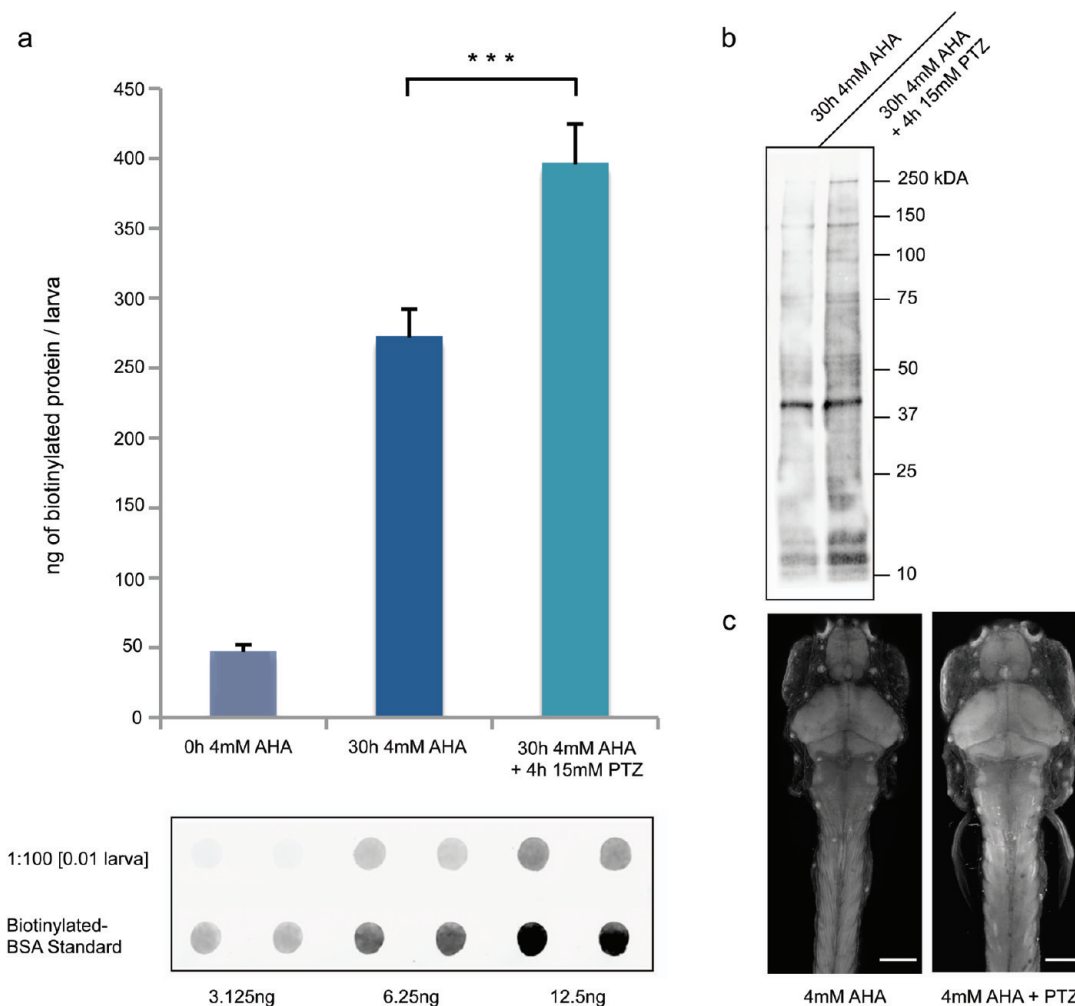 a
* * *
450
400
350
300
250
200
150
100
50
0
ng of biotinylated protein / larva
0h 4mM AHA
30h 4mM AHA
30h 4mM AHA
+ 4h 15mM PTZ
1:100 [0.01 larva]
Biotinylated-
BSA Standard
3.125ng
6.25ng
12.5ng
b
30h 4mM AHA
30h 4mM AHA
+ 4h 15mM PTZ
250 kDA
150
100
75
50
37
25
10
c
4mM AHA
4mM AHA + PTZ